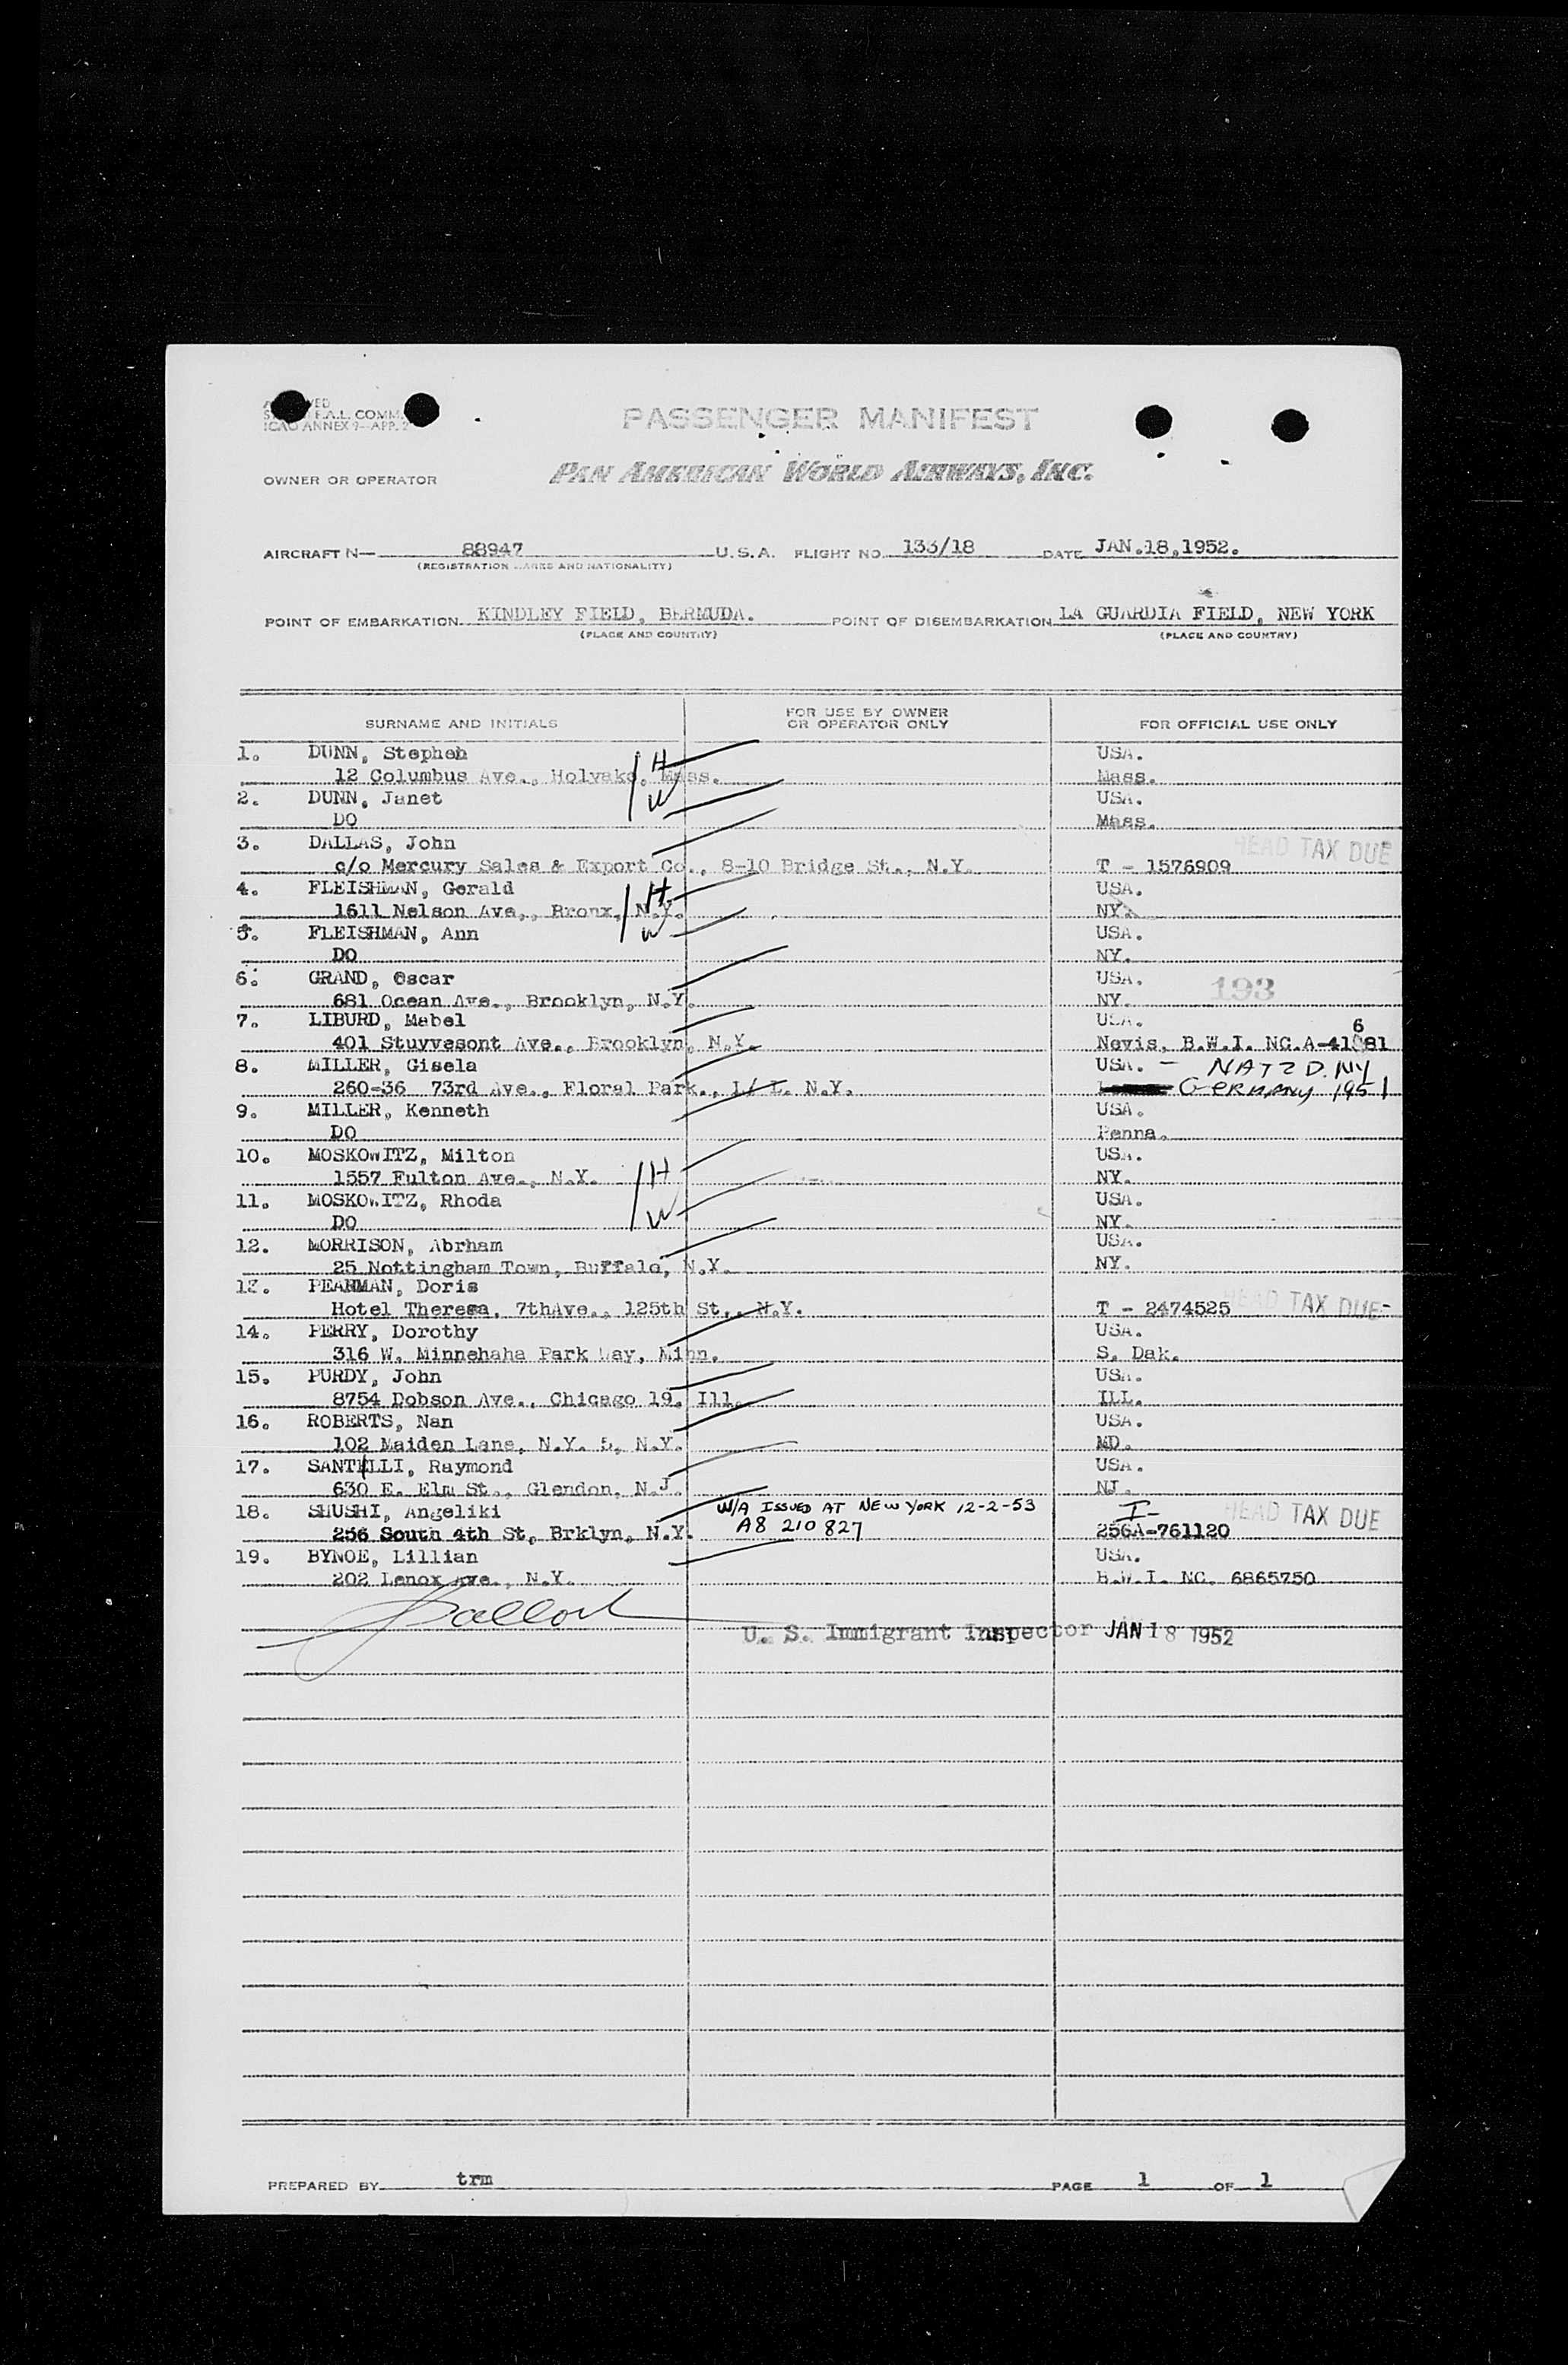 F.A.L. COMM.
ICAO ANNEX 9—APP. 2
PASSENGER MANIFEST
OWNER OR OPERATOR PAN AMERICAN WORLD AIRWAYS, INC.
AIRCRAFT N— 88947 U.S.A. FLIGHT NO. 133/18 DATE JAN.18,1952.
(REGISTRATION MARKS AND NATIONALITY)
POINT OF EMBARKATION KINDLEY FIELD, BERMUDA. POINT OF DISEMBARKATION LA GUARDIA FIELD, NEW YORK
(PLACE AND COUNTRY) (PLACE AND COUNTRY)
SURNAME AND INITIALS FOR USE BY OWNER OR OPERATOR ONLY FOR OFFICIAL USE ONLY
1. DUNN, Stephen H USA.
12 Columbus Ave., Holyake, Mass. Mass.
2. DUNN, Janet W USA.
DO Mass.
3. DALLAS, John HEAD TAX DUE
c/o Mercury Sales & Export Co., 8-10 Bridge St., N.Y. T - 1576909
4. FLEISHMAN, Gerald H USA.
1611 Nelson Ave,, Bronx, N.Y. NY.
5. FLEISHMAN, Ann W USA.
DO NY.
6. GRAND, Oscar USA. 193
681 Ocean Ave., Brooklyn, N.Y. NY.
7. LIBURD, Mabel USA. 6
401 Stuyvesont Ave., Brooklyn, N.Y. Nevis, B.W.I. NC.A-41881
8. MILLER, Gisela USA. - NATZD. NY
260-36 73rd Ave., Floral Park., L. I. N.Y. GERMANY 1951
9. MILLER, Kenneth USA.
DO Penna.
10. MOSKOWITZ, Milton USA.
1557 Fulton Ave., N.Y. H NY.
11. MOSKOWITZ, Rhoda USA.
DO W NY.
12. MORRISON, Abrham USA.
25 Nottingham Town, Buffalo, N.Y. NY.
13. PEARMAN, Doris
Hotel Theresa, 7thAve., 125th St., N.Y. T - 2474525 HEAD TAX DUE
14. PERRY, Dorothy USA.
316 W. Minnehaha Park Way, Minn. S. Dak.
15. PURDY, John USA.
8754 Dobson Ave., Chicago 19, Ill. ILL.
16. ROBERTS, Nan USA.
102 Maiden Lane, N.Y. 5, N.Y. MD.
17. SANTELLI, Raymond USA.
630 E. Elm St., Glendon, N.J. NJ.
18. SHUSHI, Angeliki W/A ISSUED AT NEW YORK 12-2-53 I- HEAD TAX DUE
256 South 4th St, Brklyn, N.Y. A8 210 827 256A-761120
19. BYNOE, Lillian USA.
202 Lenox Ave., N.Y. B.W.I. NC. 6865750
U. S. Immigrant Inspector JAN 18 1952
PREPARED BY trm PAGE 1 OF 1